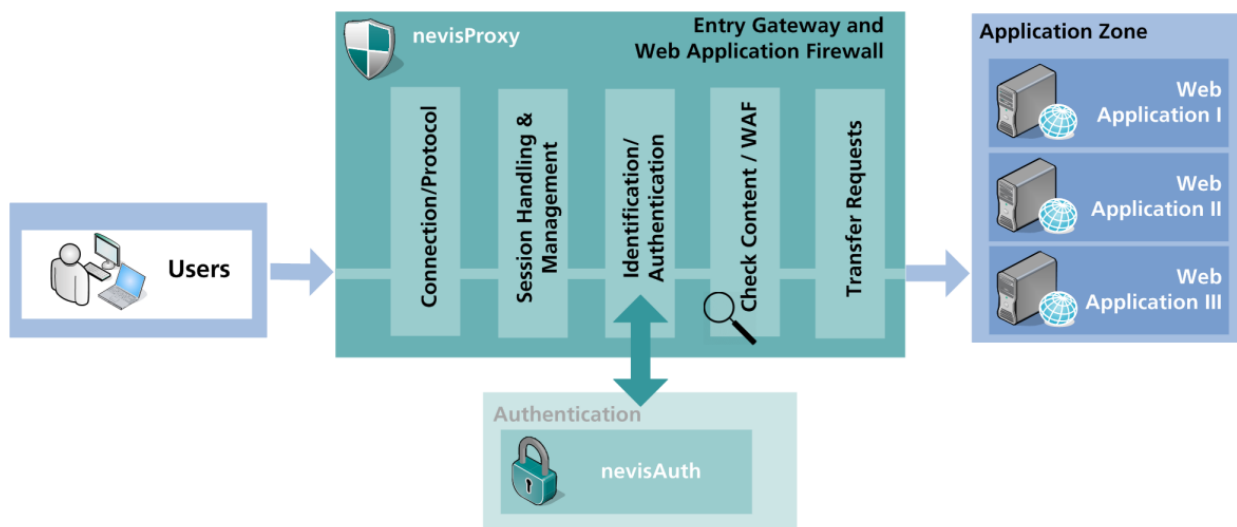 nevisProxy
Entry Gateway and
Web Application Firewall
Application Zone
Users
Connection/Protocol
Session Handling &
Management
Identification/
Authentication
Check Content / WAF
Transfer Requests
Web
Application I
Web
Application II
Web
Application III
Authentication
nevisAuth